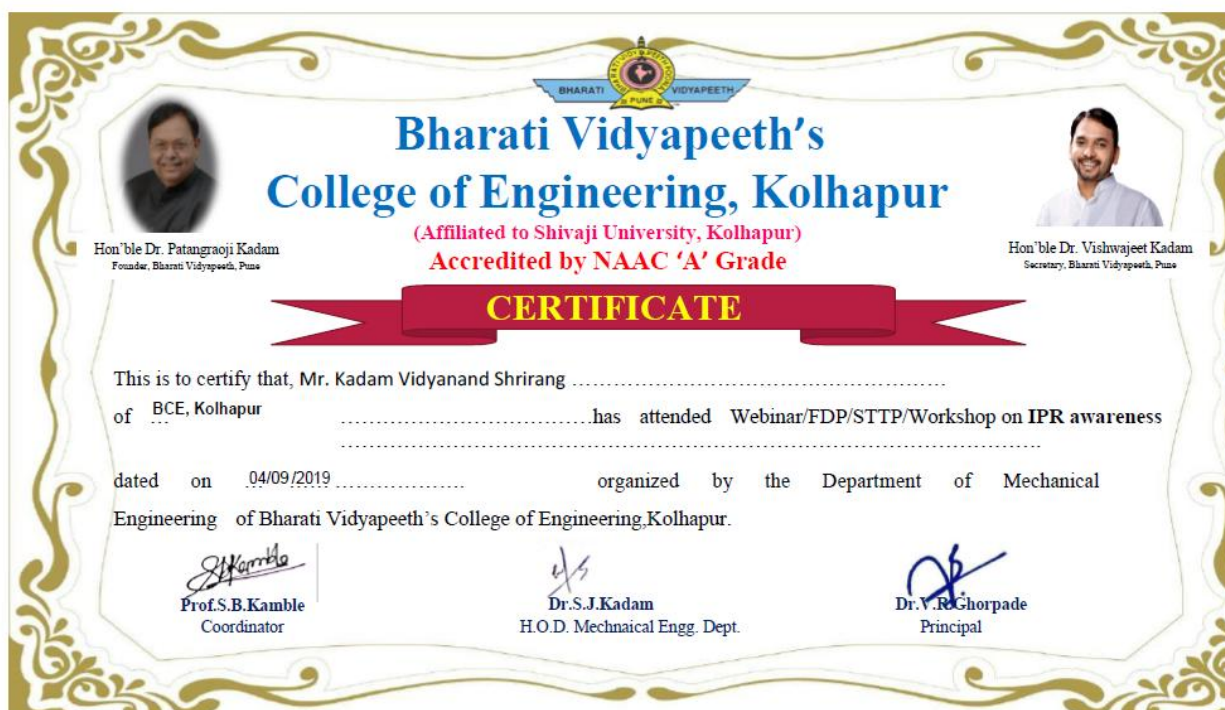 BHARATI VIDYAPEETH
PUNE
Bharati Vidyapeeth's
College of Engineering, Kolhapur
(Affiliated to Shivaji University, Kolhapur)
Accredited by NAAC ‘A’ Grade
Hon'ble Dr. Patangraoji Kadam
Founder, Bharati Vidyapeeth, Pune
Hon'ble Dr. Vishwajeet Kadam
Secretary, Bharati Vidyapeeth, Pune
CERTIFICATE
This is to certify that, Mr. Kadam Vidyanand Shrirang ......................................................
of BCE, Kolhapur .....................................has attended Webinar/FDP/STTP/Workshop on IPR awareness
dated on 04/09/2019 ................... organized by the Department of Mechanical
Engineering of Bharati Vidyapeeth's College of Engineering,Kolhapur.
SBKamble
Prof.S.B.Kamble
Coordinator
Dr.S.J.Kadam
H.O.D. Mechnaical Engg. Dept.
Dr.V.R.Ghorpade
Principal